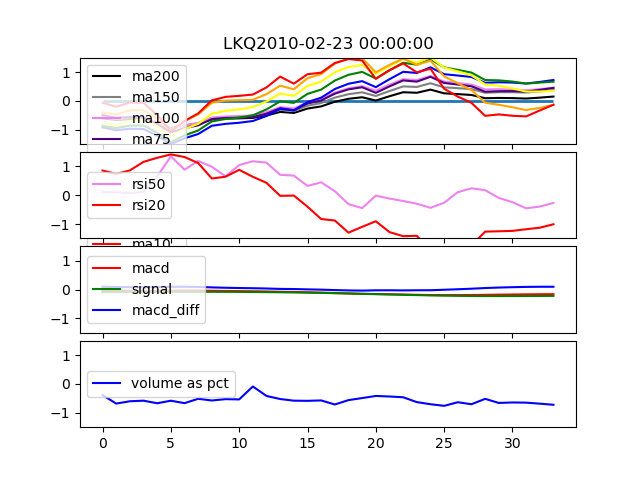 LKQ2010-02-23 00:00:00
1
0
−1
ma200
ma150
ma100
ma75
1
0
−1
rsi50
rsi20
ma10
1
0
−1
macd
signal
macd_diff
1
0
−1
volume as pct
0 5 10 15 20 25 30